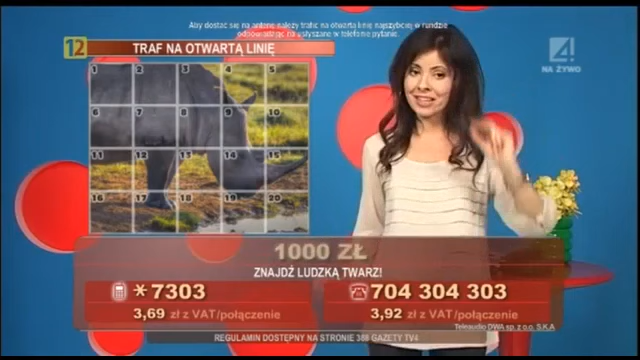 Aby dostać się na antenę należy trafić na otwartą linię najszybciej w rundzie
odpowiadając na usłyszane w telefonie pytanie.
12
TRAF NA OTWARTĄ LINIĘ
4
NA ŻYWO
1 2 3 4 5
6 7 8 9 10
11 12 13 14 15
16 17 18 19 20
1000 ZŁ
ZNAJDŹ LUDZKĄ TWARZ!
*7303
704 304 303
3,69 zł z VAT/połączenie
3,92 zł z VAT/połączenie
Teleaudio DWA sp. z o.o. S.K.A
REGULAMIN DOSTĘPNY NA STRONIE 388 GAZETY TV4